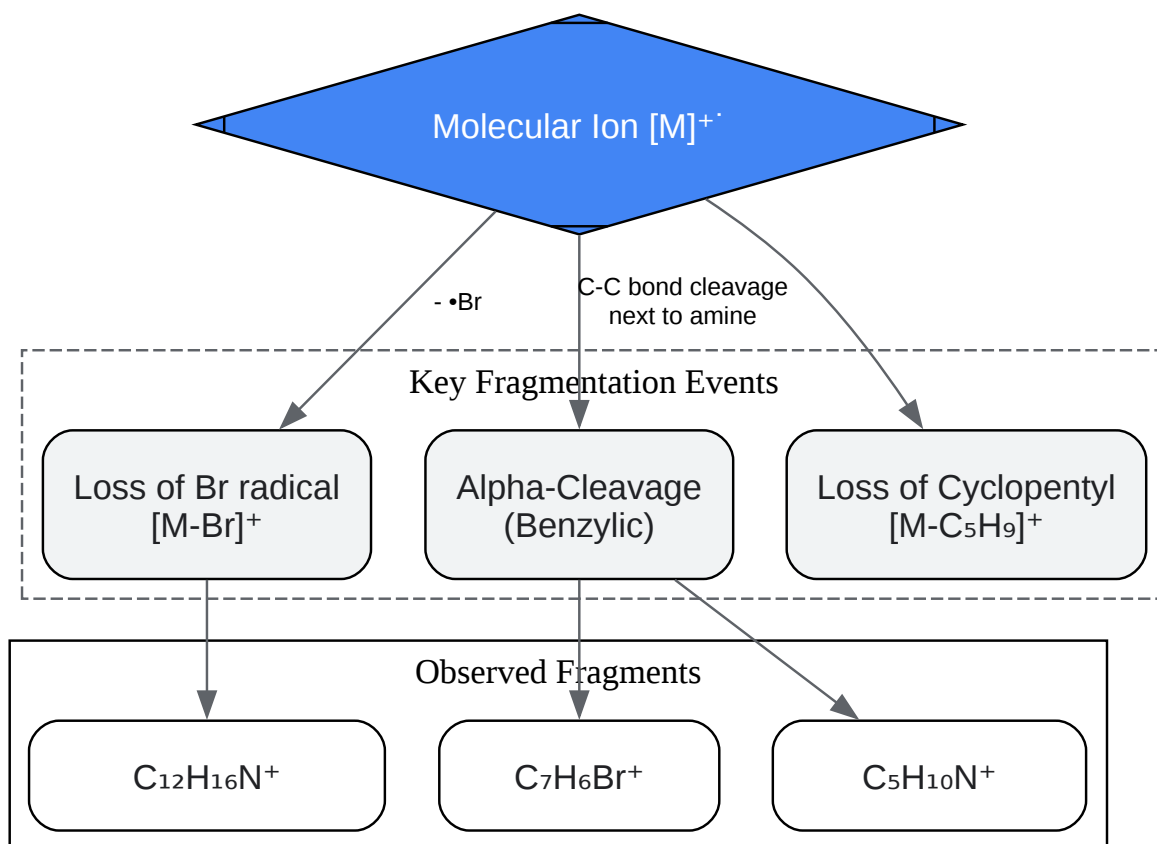 Molecular Ion [M]⁺˙
- •Br
C-C bond cleavage
next to amine
Key Fragmentation Events
Loss of Br radical
[M-Br]⁺
Alpha-Cleavage
(Benzylic)
Loss of Cyclopentyl
[M-C₅H₉]⁺
Observed Fragments
C₁₂H₁₆N⁺
C₇H₆Br⁺
C₅H₁₀N⁺